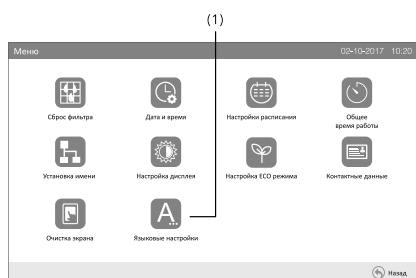 (1)
Меню 02-10-2017 10:20
Сброс фильтра
Дата и время
Настройки расписания
Общее
время работы
Установка имени
Настройка дисплея
Настройка ECO режима
Контактные данные
Очистка экрана
A...
Языковые настройки
Назад